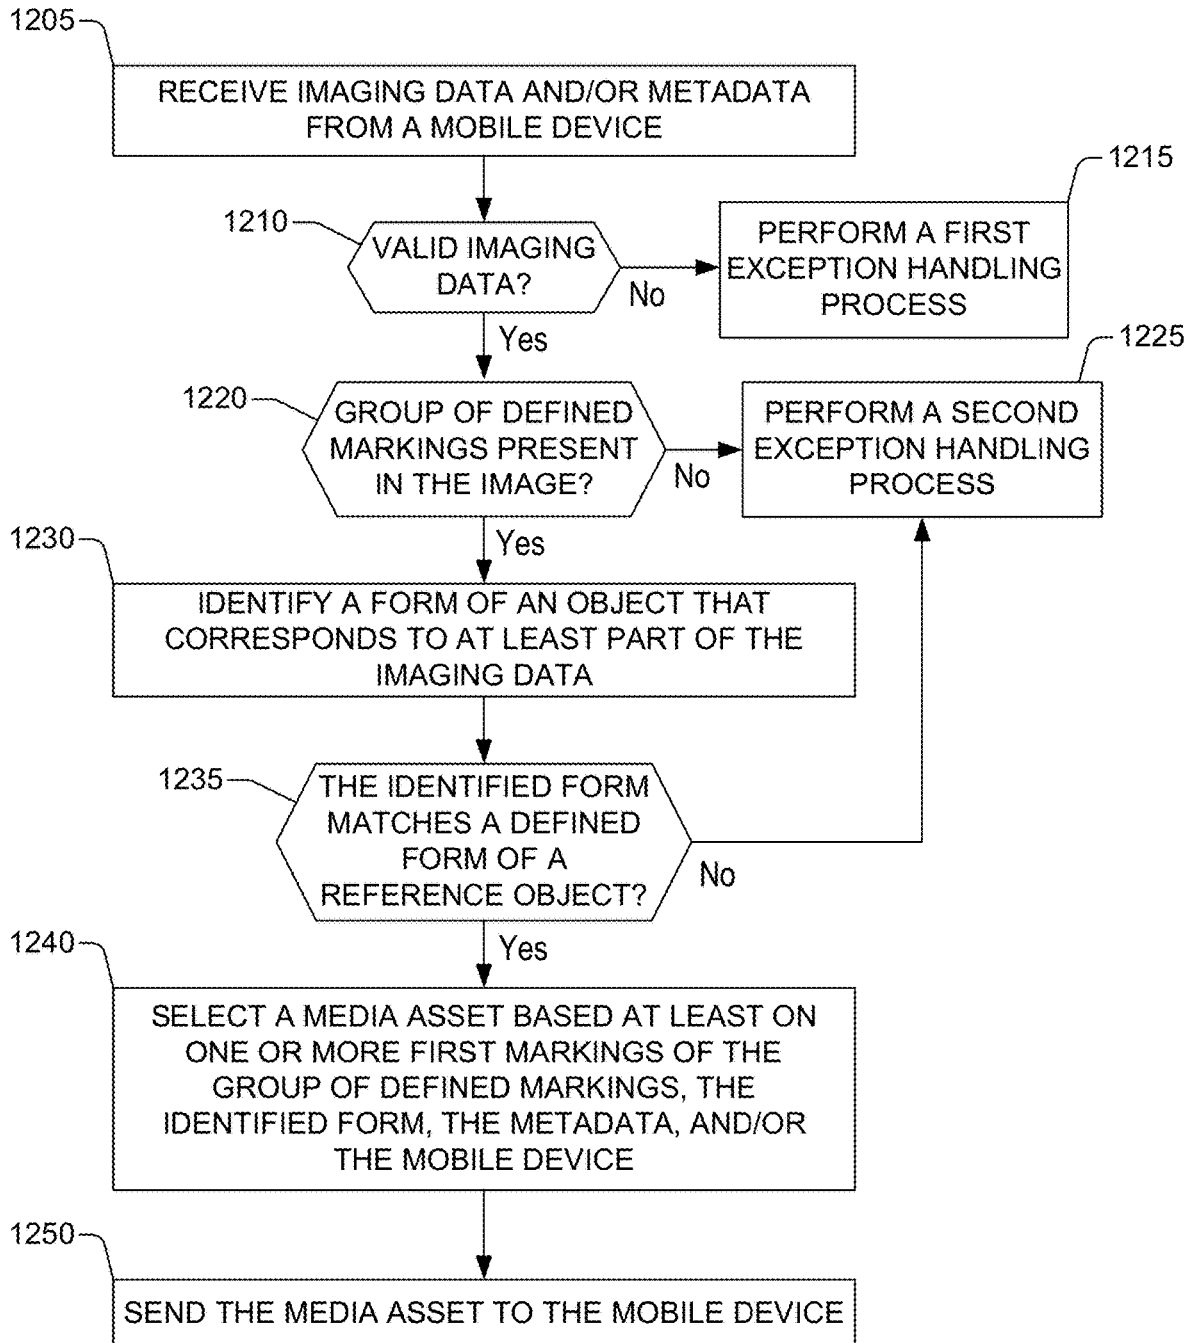 1205
RECEIVE IMAGING DATA AND/OR METADATA
FROM A MOBILE DEVICE
1210
VALID IMAGING
DATA?
No
Yes
1215
PERFORM A FIRST
EXCEPTION HANDLING
PROCESS
1220
GROUP OF DEFINED
MARKINGS PRESENT
IN THE IMAGE?
No
Yes
1225
PERFORM A SECOND
EXCEPTION HANDLING
PROCESS
1230
IDENTIFY A FORM OF AN OBJECT THAT
CORRESPONDS TO AT LEAST PART OF THE
IMAGING DATA
1235
THE IDENTIFIED FORM
MATCHES A DEFINED
FORM OF A
REFERENCE OBJECT?
No
Yes
1240
SELECT A MEDIA ASSET BASED AT LEAST ON
ONE OR MORE FIRST MARKINGS OF THE
GROUP OF DEFINED MARKINGS, THE
IDENTIFIED FORM, THE METADATA, AND/OR
THE MOBILE DEVICE
1250
SEND THE MEDIA ASSET TO THE MOBILE DEVICE